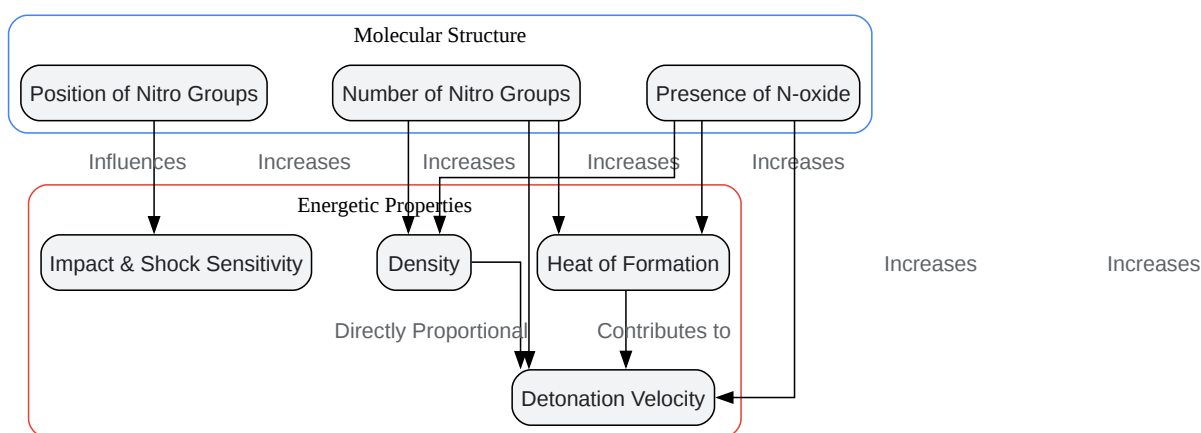 Molecular Structure
Position of Nitro Groups
Number of Nitro Groups
Presence of N-oxide
Influences
Increases
Increases
Increases
Increases
Energetic Properties
Impact & Shock Sensitivity
Density
Heat of Formation
Increases
Increases
Directly Proportional
Contributes to
Detonation Velocity